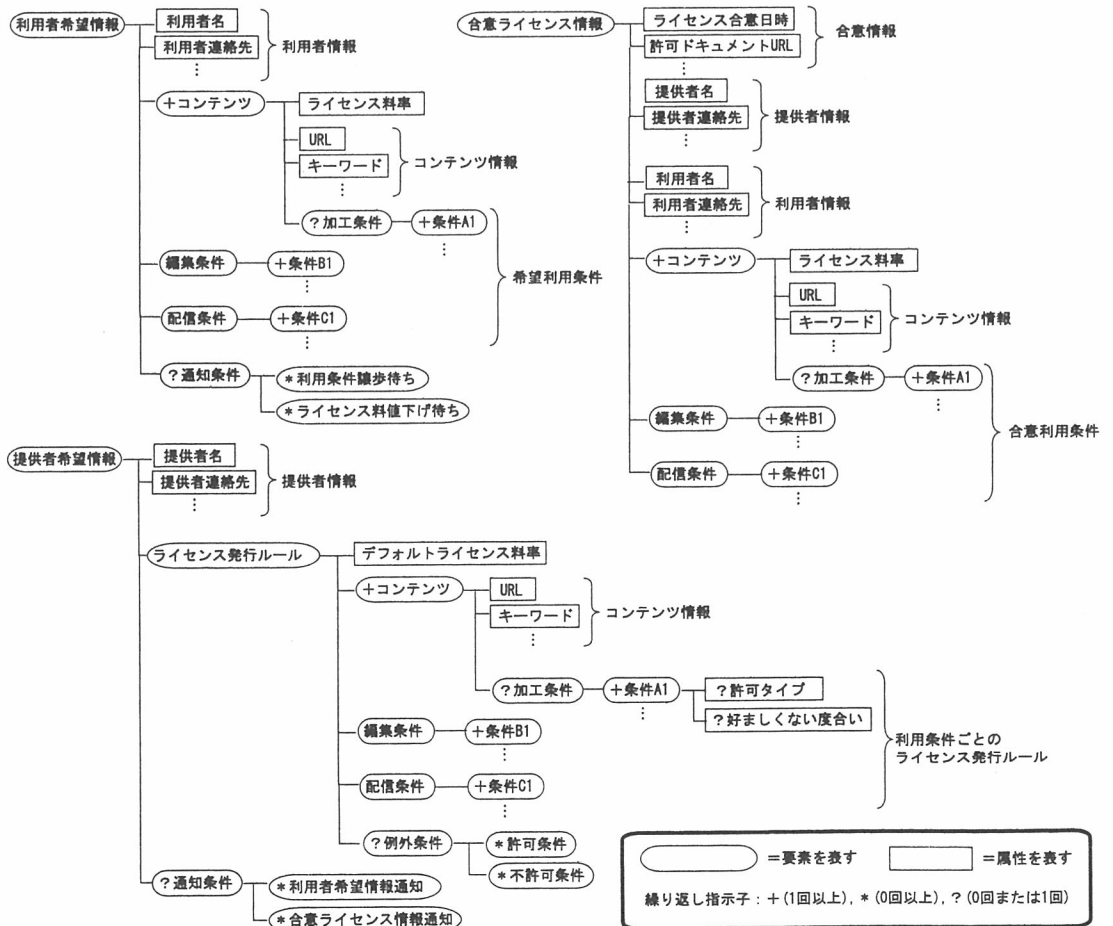 利用者希望情報
利用者名
利用者連絡先
⋮
利用者情報
+コンテンツ
ライセンス料率
URL
キーワード
⋮
コンテンツ情報
?加工条件
+条件A1
⋮
編集条件
+条件B1
⋮
配信条件
+条件C1
⋮
希望利用条件
?通知条件
*利用条件譲歩待ち
*ライセンス料値下げ待ち
合意ライセンス情報
ライセンス合意日時
許可ドキュメントURL
⋮
合意情報
提供者名
提供者連絡先
⋮
提供者情報
利用者名
利用者連絡先
⋮
利用者情報
+コンテンツ
ライセンス料率
URL
キーワード
⋮
コンテンツ情報
?加工条件
+条件A1
⋮
編集条件
+条件B1
⋮
配信条件
+条件C1
⋮
合意利用条件
提供者希望情報
提供者名
提供者連絡先
⋮
提供者情報
ライセンス発行ルール
デフォルトライセンス料率
+コンテンツ
URL
キーワード
⋮
コンテンツ情報
?加工条件
+条件A1
⋮
?許可タイプ
?好ましくない度合い
編集条件
+条件B1
⋮
配信条件
+条件C1
⋮
利用条件ごとの
ライセンス発行ルール
?例外条件
*許可条件
*不許可条件
?通知条件
*利用者希望情報通知
*合意ライセンス情報通知
=要素を表す
=属性を表す
繰り返し指示子:+(1回以上),*(0回以上),?(0回または1回)